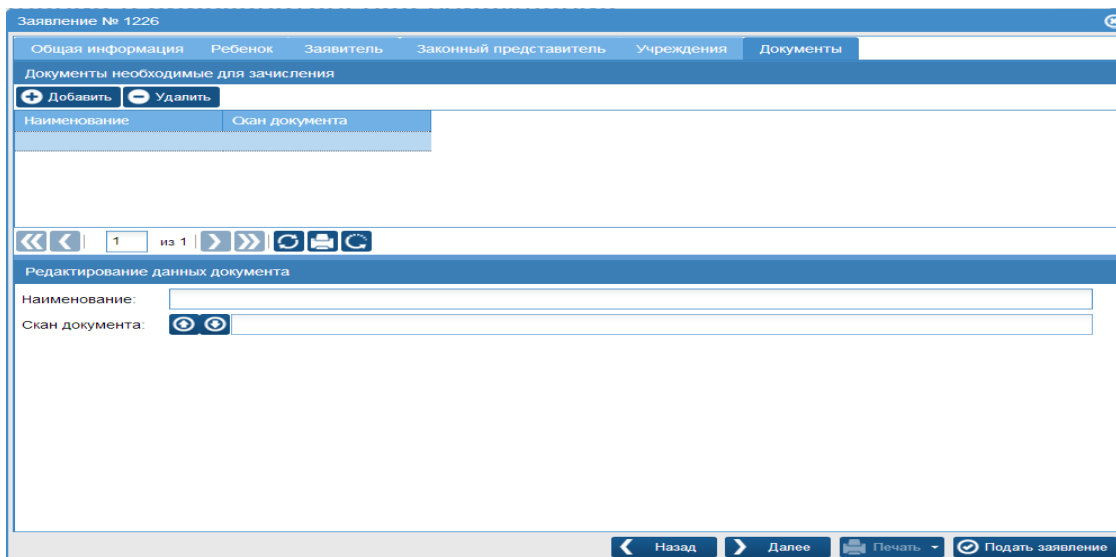 Заявление № 1226
Общая информация Ребенок Заявитель Законный представитель Учреждения Документы
Документы необходимые для зачисления
Добавить Удалить
Наименование Скан документа
1 из 1
Редактирование данных документа
Наименование:
Скан документа:
Назад Далее Печать Подать заявление